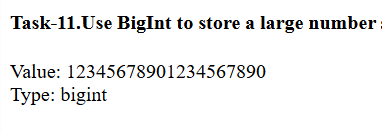 Task-11.Use BigInt to store a large number
Value: 12345678901234567890
Type: bigint